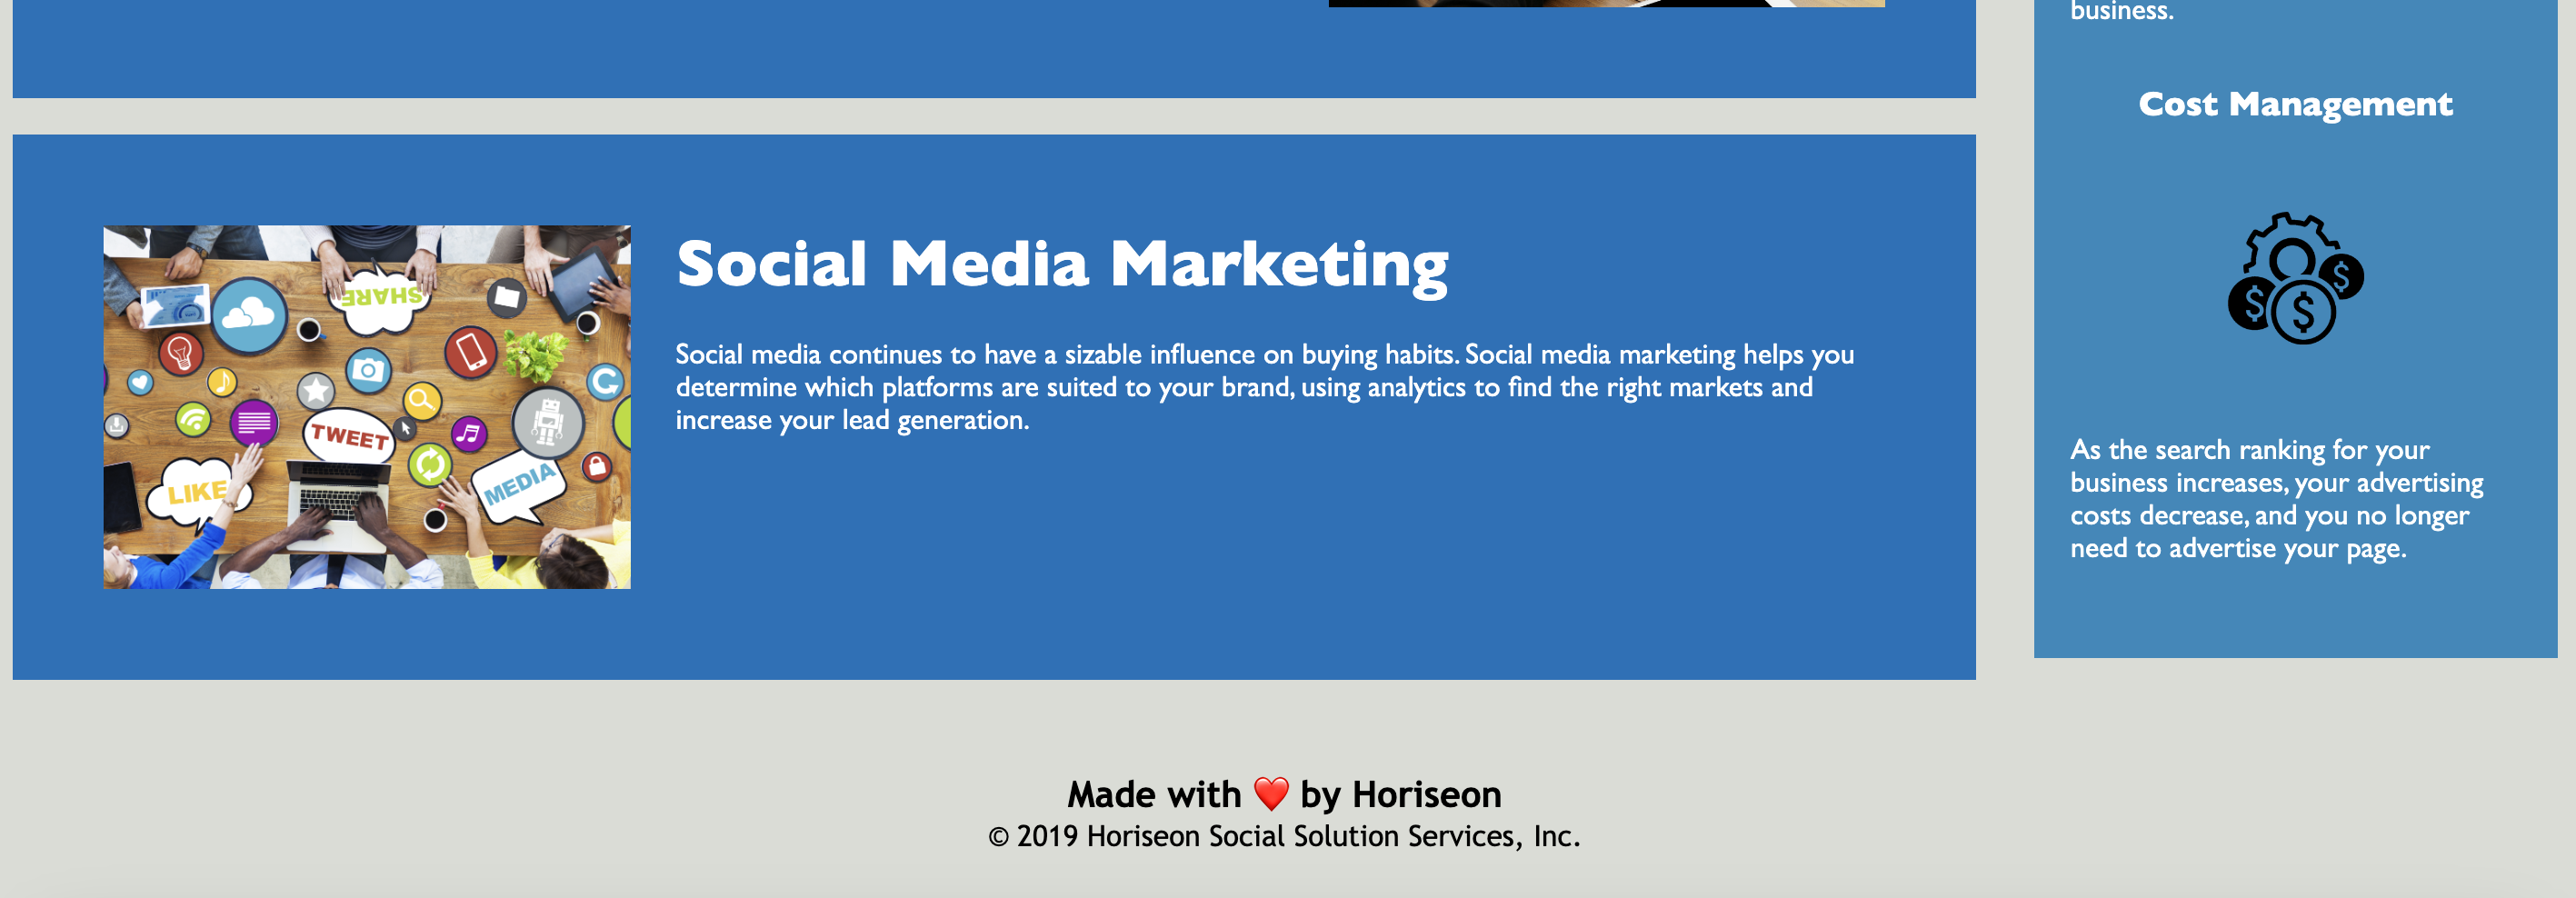 business.
Cost Management
$ $ $
SHARE
TWEET
LIKE
MEDIA
Social Media Marketing
Social media continues to have a sizable influence on buying habits. Social media marketing helps you
determine which platforms are suited to your brand, using analytics to find the right markets and
increase your lead generation.
As the search ranking for your
business increases, your advertising
costs decrease, and you no longer
need to advertise your page.
Made with ❤️ by Horiseon
© 2019 Horiseon Social Solution Services, Inc.